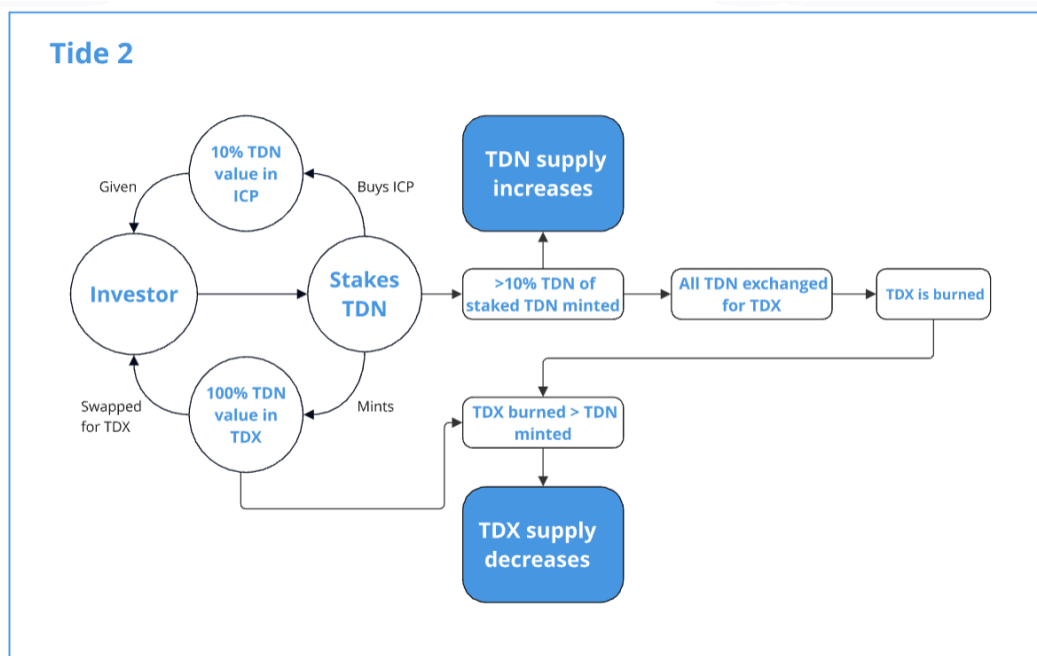 Tide 2
10% TDN
value in
ICP
Given
Buys ICP
TDN supply
increases
Investor
Stakes
TDN
>10% TDN of
staked TDN minted
All TDN exchanged
for TDX
TDX is burned
100% TDN
value in
TDX
Swapped
for TDX
Mints
TDX burned > TDN
minted
TDX supply
decreases